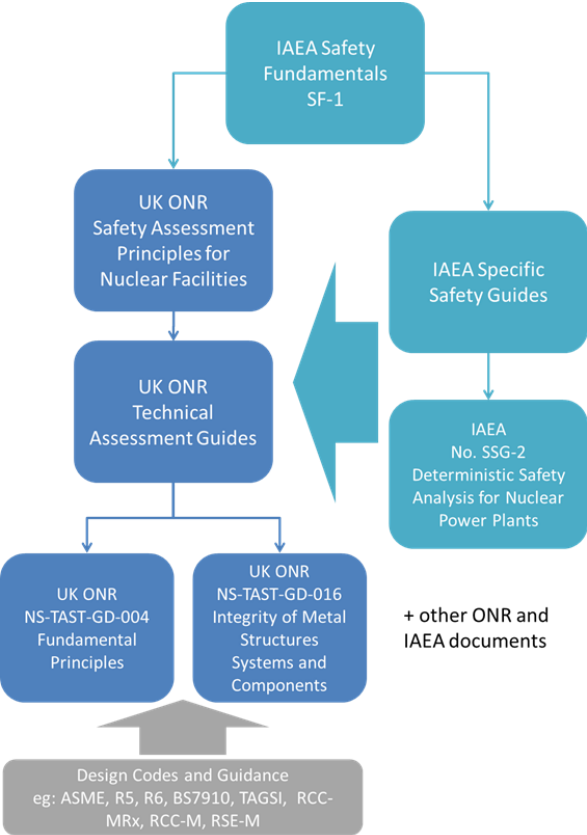 IAEA Safety
Fundamentals
SF-1
UK ONR
Safety Assessment
Principles for
Nuclear Facilities
IAEA Specific
Safety Guides
UK ONR
Technical
Assessment Guides
IAEA
No. SSG-2
Deterministic Safety
Analysis for Nuclear
Power Plants
UK ONR
NS-TAST-GD-004
Fundamental
Principles
UK ONR
NS-TAST-GD-016
Integrity of Metal
Structures
Systems and
Components
+ other ONR and
IAEA documents
Design Codes and Guidance
eg: ASME, R5, R6, BS7910, TAGSI, RCC-
MRx, RCC-M, RSE-M